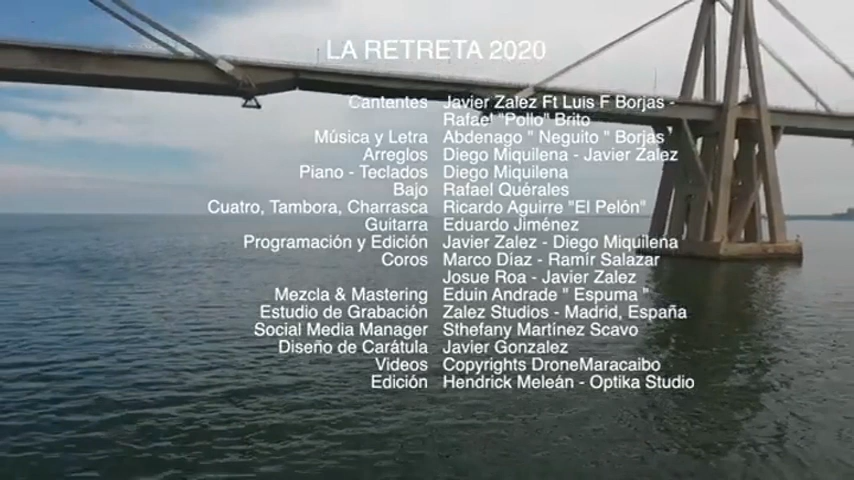 LA RETRETA 2020
Cantentes Javier Zalez Ft Luis F Borjas -
Rafael "Pollo" Brito
Música y Letra Abdenago " Neguito " Borjas
Arreglos Diego Miquilena - Javier Zalez
Piano - Teclados Diego Miquilena
Bajo Rafael Quérales
Cuatro, Tambora, Charrasca Ricardo Aguirre "El Pelón"
Guitarra Eduardo Jiménez
Programación y Edición Javier Zalez - Diego Miquilena
Coros Marco Díaz - Ramír Salazar
Josue Roa - Javier Zalez
Mezcla & Mastering Eduin Andrade " Espuma "
Estudio de Grabación Zalez Studios - Madrid, España
Social Media Manager Sthefany Martínez Scavo
Diseño de Carátula Javier Gonzalez
Videos Copyrights DroneMaracaibo
Edición Hendrick Meleán - Optika Studio